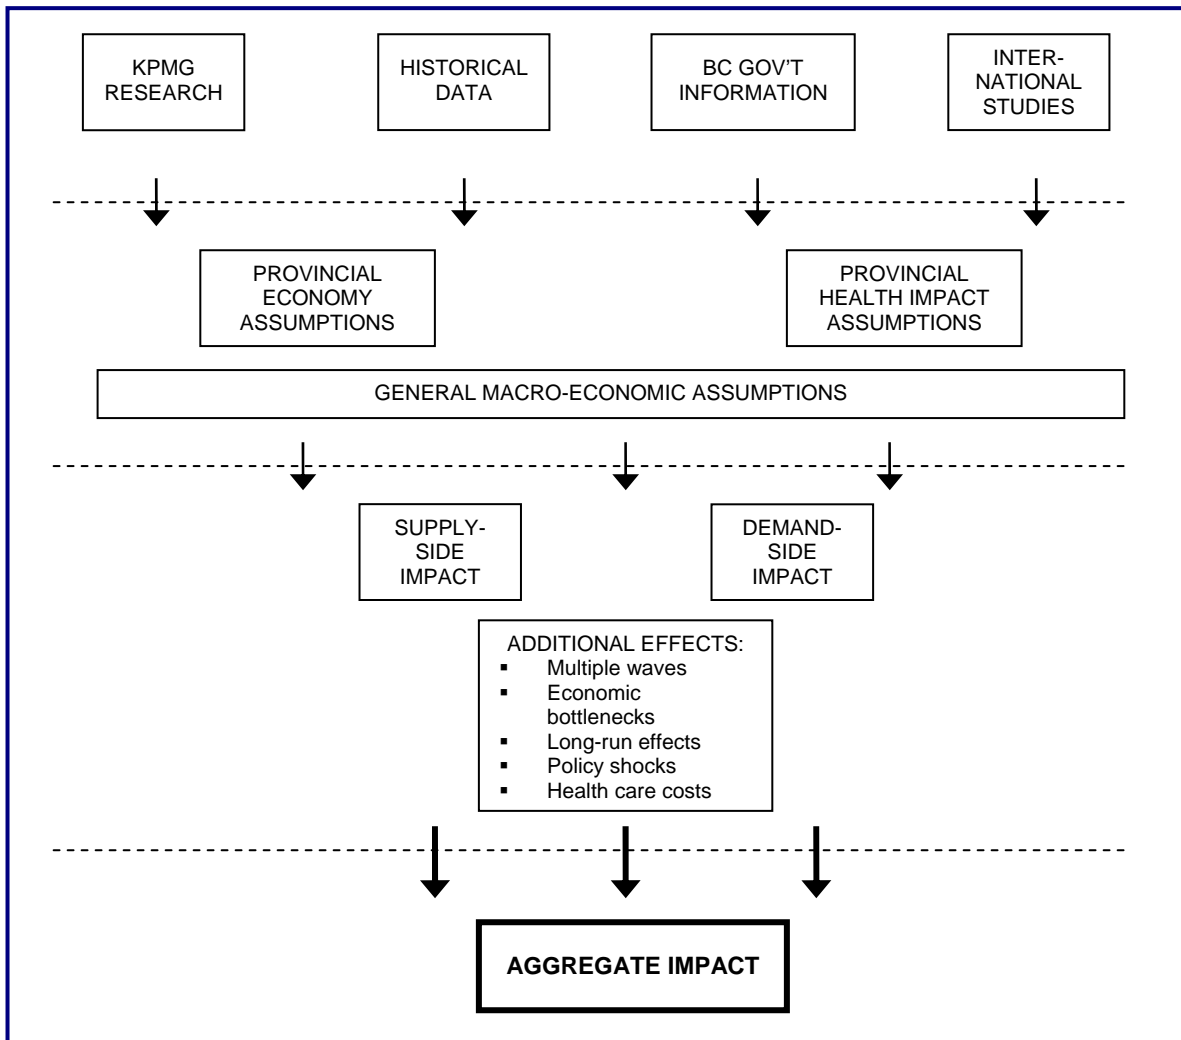 KPMG
RESEARCH
HISTORICAL
DATA
BC GOV’T
INFORMATION
INTER-
NATIONAL
STUDIES
PROVINCIAL
ECONOMY
ASSUMPTIONS
PROVINCIAL
HEALTH IMPACT
ASSUMPTIONS
GENERAL MACRO-ECONOMIC ASSUMPTIONS
SUPPLY-
SIDE
IMPACT
DEMAND-
SIDE
IMPACT
ADDITIONAL EFFECTS:
▪ Multiple waves
▪ Economic
bottlenecks
▪ Long-run effects
▪ Policy shocks
▪ Health care costs
AGGREGATE IMPACT